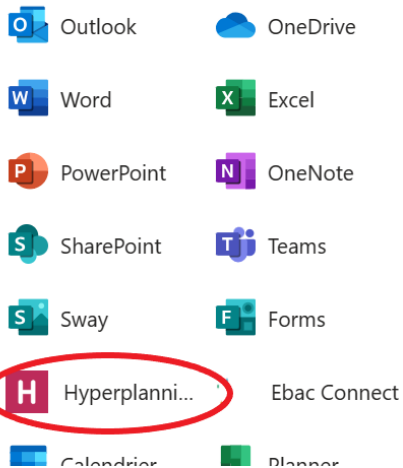 Outlook OneDrive
Word Excel
PowerPoint OneNote
SharePoint Teams
Sway Forms
H Hyperplanni... Ebac Connect
Calendrier Planner